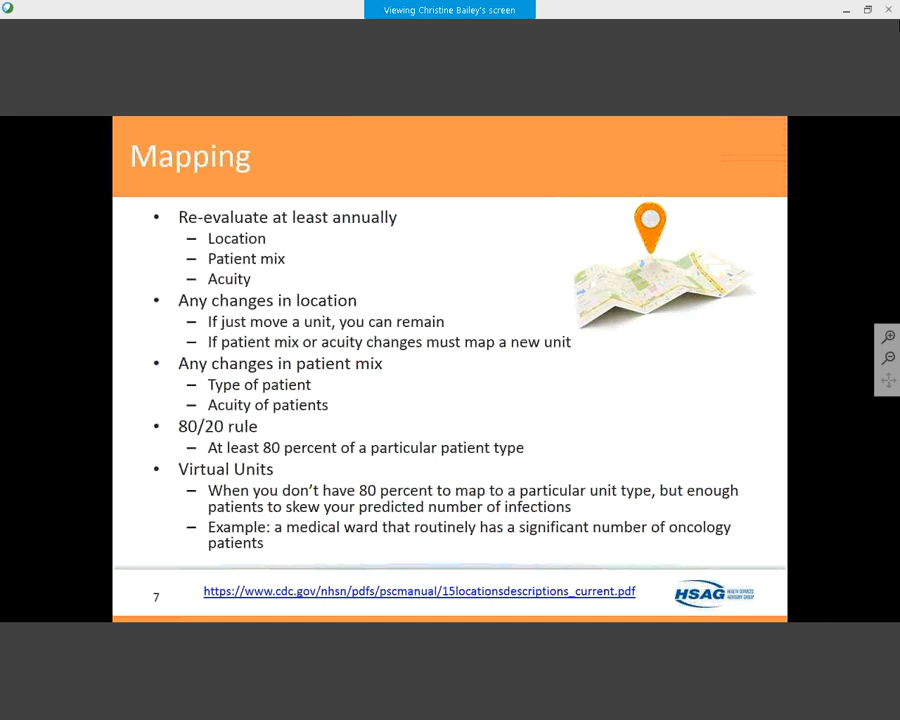 Viewing Christine Bailey's screen
Mapping
• Re-evaluate at least annually
– Location
– Patient mix
– Acuity
• Any changes in location
– If just move a unit, you can remain
– If patient mix or acuity changes must map a new unit
• Any changes in patient mix
– Type of patient
– Acuity of patients
• 80/20 rule
– At least 80 percent of a particular patient type
• Virtual Units
– When you don't have 80 percent to map to a particular unit type, but enough
patients to skew your predicted number of infections
– Example: a medical ward that routinely has a significant number of oncology
patients
7
https://www.cdc.gov/nhsn/pdfs/pscmanual/15locationsdescriptions_current.pdf
HSAG HEALTH SERVICES
ADVISORY GROUP